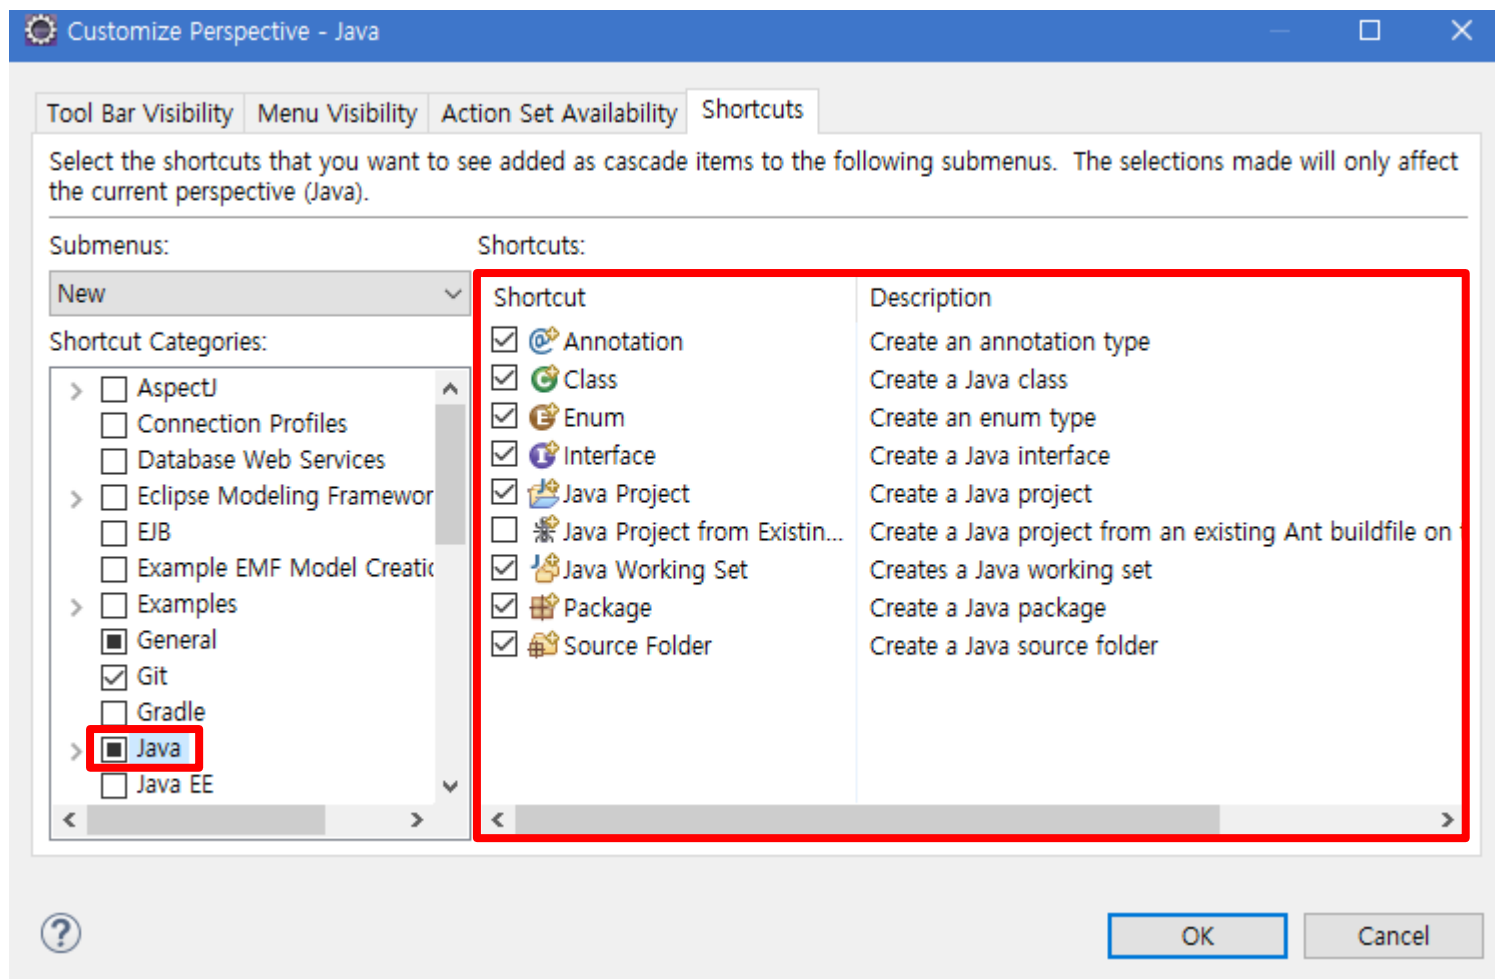 Customize Perspective - Java
Tool Bar Visibility
Menu Visibility
Action Set Availability
Shortcuts
Select the shortcuts that you want to see added as cascade items to the following submenus. The selections made will only affect
the current perspective (Java).
Submenus:
New
Shortcut Categories:
AspectJ
Connection Profiles
Database Web Services
Eclipse Modeling Framewor
EJB
Example EMF Model Creatic
Examples
General
Git
Gradle
Java
Java EE
Shortcuts:
Shortcut Description
Annotation Create an annotation type
Class Create a Java class
Enum Create an enum type
Interface Create a Java interface
Java Project Create a Java project
Java Project from Existin... Create a Java project from an existing Ant buildfile on
Java Working Set Creates a Java working set
Package Create a Java package
Source Folder Create a Java source folder
?
OK
Cancel